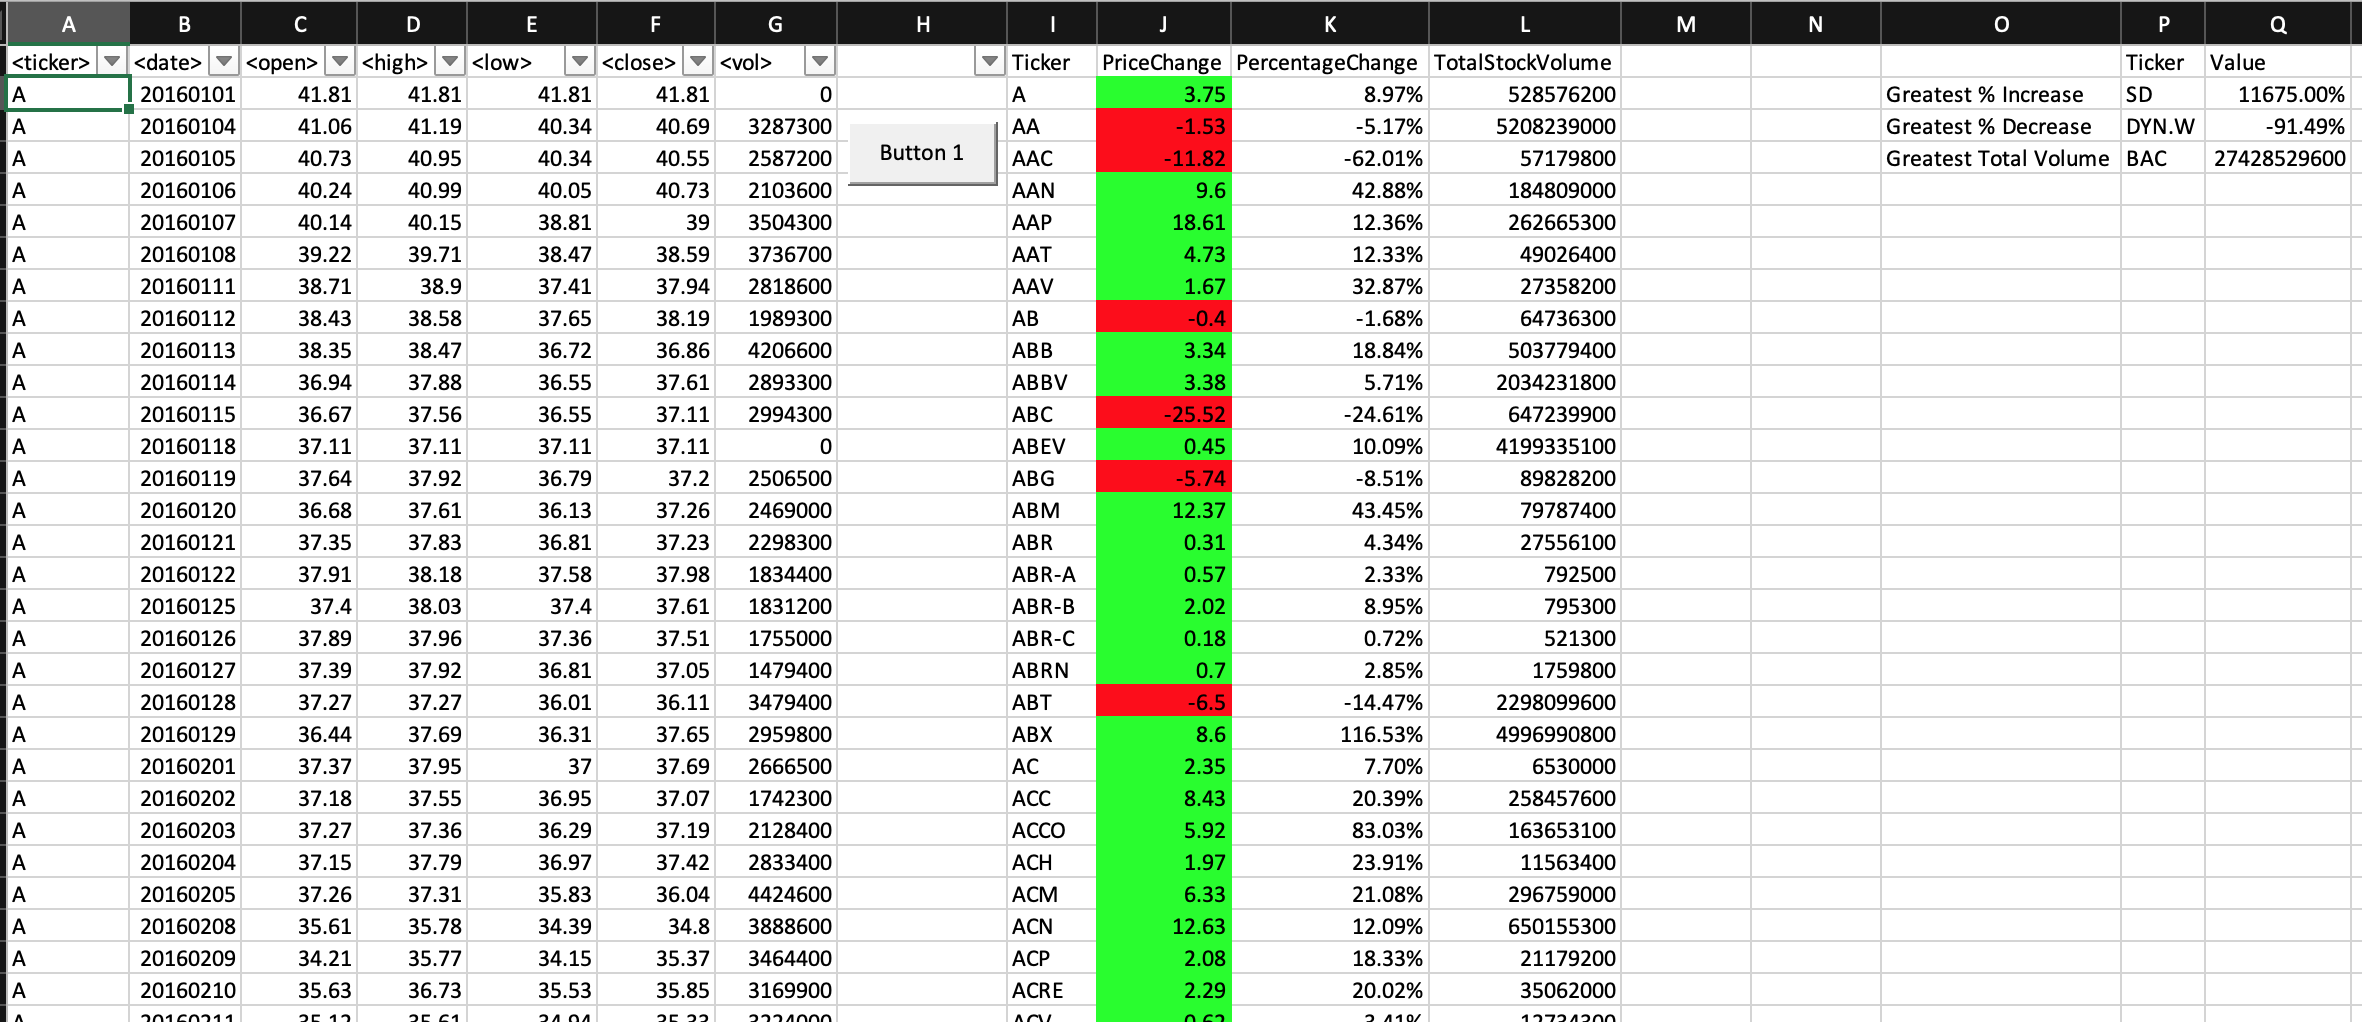 A B C D E F G H I J K L M N O P Q
<ticker> <date> <open> <high> <low> <close> <vol> Ticker PriceChange PercentageChange TotalStockVolume Ticker Value
A 20160101 41.81 41.81 41.81 41.81 0 A 3.75 8.97% 528576200 Greatest % Increase SD 11675.00%
A 20160104 41.06 41.19 40.34 40.69 3287300 AA -1.53 -5.17% 5208239000 Greatest % Decrease DYN.W -91.49%
Button 1
A 20160105 40.73 40.95 40.34 40.55 2587200 AAC -11.82 -62.01% 57179800 Greatest Total Volume BAC 27428529600
A 20160106 40.24 40.99 40.05 40.73 2103600 AAN 9.6 42.88% 184809000
A 20160107 40.14 40.15 38.81 39 3504300 AAP 18.61 12.36% 262665300
A 20160108 39.22 39.71 38.47 38.59 3736700 AAT 4.73 12.33% 49026400
A 20160111 38.71 38.9 37.41 37.94 2818600 AAV 1.67 32.87% 27358200
A 20160112 38.43 38.58 37.65 38.19 1989300 AB -0.4 -1.68% 64736300
A 20160113 38.35 38.47 36.72 36.86 4206600 ABB 3.34 18.84% 503779400
A 20160114 36.94 37.88 36.55 37.61 2893300 ABBV 3.38 5.71% 2034231800
A 20160115 36.67 37.56 36.55 37.11 2994300 ABC -25.52 -24.61% 647239900
A 20160118 37.11 37.11 37.11 37.11 0 ABEV 0.45 10.09% 4199335100
A 20160119 37.64 37.92 36.79 37.2 2506500 ABG -5.74 -8.51% 89828200
A 20160120 36.68 37.61 36.13 37.26 2469000 ABM 12.37 43.45% 79787400
A 20160121 37.35 37.83 36.81 37.23 2298300 ABR 0.31 4.34% 27556100
A 20160122 37.91 38.18 37.58 37.98 1834400 ABR-A 0.57 2.33% 792500
A 20160125 37.4 38.03 37.4 37.61 1831200 ABR-B 2.02 8.95% 795300
A 20160126 37.89 37.96 37.36 37.51 1755000 ABR-C 0.18 0.72% 521300
A 20160127 37.39 37.92 36.81 37.05 1479400 ABRN 0.7 2.85% 1759800
A 20160128 37.27 37.27 36.01 36.11 3479400 ABT -6.5 -14.47% 2298099600
A 20160129 36.44 37.69 36.31 37.65 2959800 ABX 8.6 116.53% 4996990800
A 20160201 37.37 37.95 37 37.69 2666500 AC 2.35 7.70% 6530000
A 20160202 37.18 37.55 36.95 37.07 1742300 ACC 8.43 20.39% 258457600
A 20160203 37.27 37.36 36.29 37.19 2128400 ACCO 5.92 83.03% 163653100
A 20160204 37.15 37.79 36.97 37.42 2833400 ACH 1.97 23.91% 11563400
A 20160205 37.26 37.31 35.83 36.04 4424600 ACM 6.33 21.08% 296759000
A 20160208 35.61 35.78 34.39 34.8 3888600 ACN 12.63 12.09% 650155300
A 20160209 34.21 35.77 34.15 35.37 3464400 ACP 2.08 18.33% 21179200
A 20160210 35.63 36.73 35.53 35.85 3169900 ACRE 2.29 20.02% 35062000